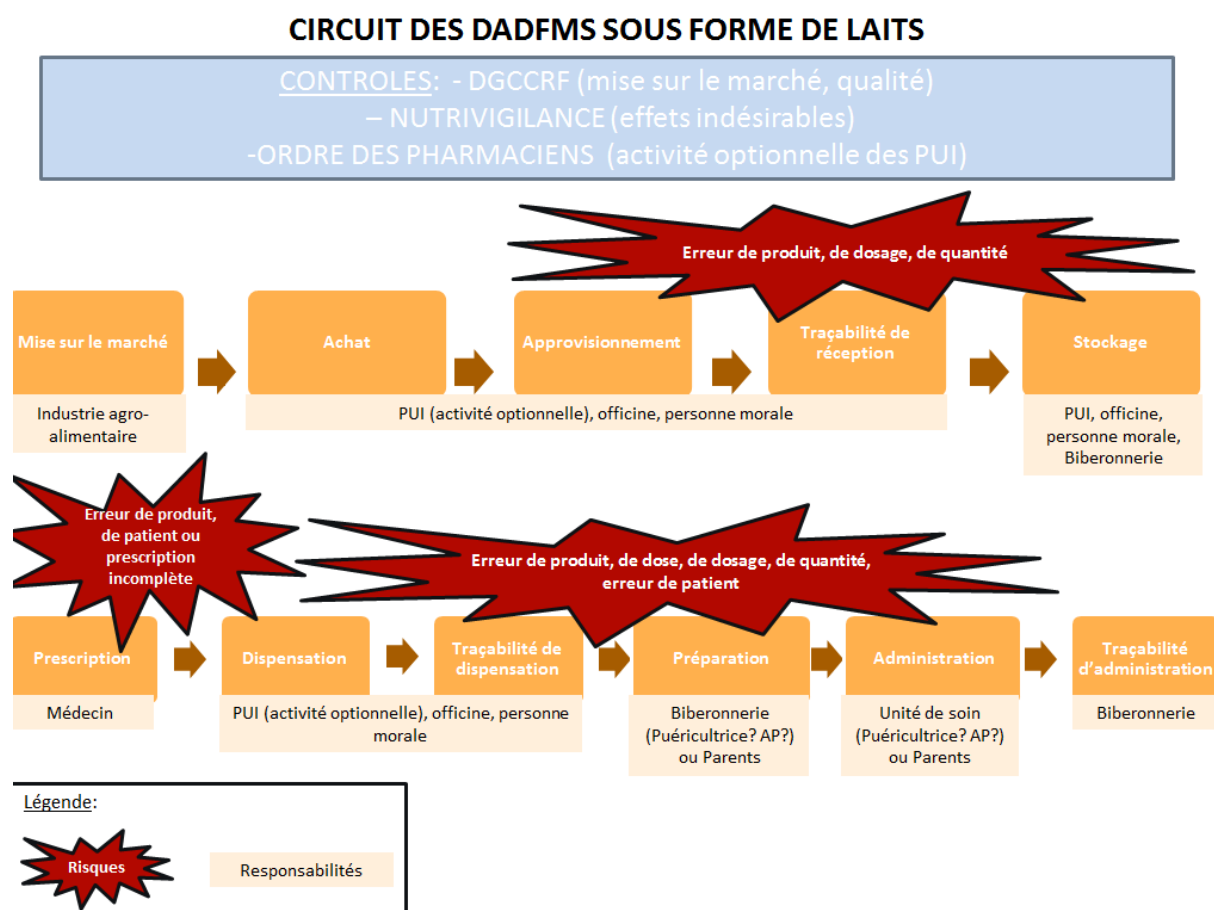 CIRCUIT DES DADFMS SOUS FORME DE LAITS
CONTROLES: - DGCCRF (mise sur le marché, qualité)
– NUTRIVIGILANCE (effets indésirables)
-ORDRE DES PHARMACIENS (activité optionnelle des PUI)
Erreur de produit, de dosage, de quantité
Mise sur le marché
Achat
Approvisionnement
Traçabilité de
réception
Stockage
Industrie agro-
alimentaire
PUI (activité optionnelle), officine, personne morale
PUI, officine,
personne morale,
Biberonnerie
Erreur de produit,
de patient ou
prescription
incomplète
Erreur de produit, de dose, de dosage, de quantité,
erreur de patient
Prescription
Dispensation
Traçabilité de
dispensation
Préparation
Administration
Traçabilité
d'administration
Médecin
PUI (activité optionnelle), officine, personne
morale
Biberonnerie
(Puéricultrice? AP?)
ou Parents
Unité de soin
(Puéricultrice? AP?)
ou Parents
Biberonnerie
Légende:
Risques
Responsabilités